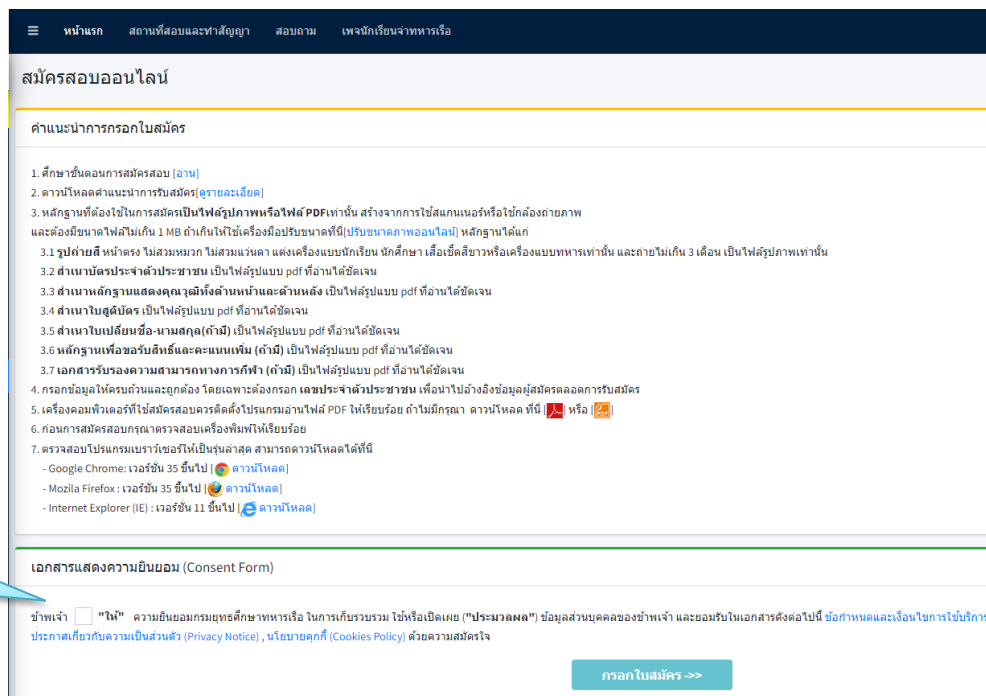 หน้าแรก สถานที่สอบและทำสัญญา สอบถาม เพจนักเรียนจ่าทหารเรือ
สมัครสอบออนไลน์
คำแนะนำการกรอกใบสมัคร
1. ศึกษาขั้นตอนการสมัครสอบ [อ่าน]
2. ดาวน์โหลดคำแนะนำการรับสมัคร[ดูรายละเอียด]
3. หลักฐานที่ต้องใช้ในการสมัครเป็นไฟล์รูปภาพหรือไฟล์ PDFเท่านั้น สร้างจากการใช้สแกนเนอร์หรือใช้กล้องถ่ายภาพ
และต้องมีขนาดไฟล์ไม่เกิน 1 MB ถ้าเกินให้ใช้เครื่องมือปรับขนาดที่นี่[ปรับขนาดภาพออนไลน์] หลักฐานได้แก่
3.1 รูปถ่ายสี หน้าตรง ไม่สวมหมวก ไม่สวมแว่นตา แต่งเครื่องแบบนักเรียน นักศึกษา เสื้อเชิ้ตสีขาวหรือเครื่องแบบทหารเท่านั้น และถ่ายไม่เกิน 3 เดือน เป็นไฟล์รูปภาพเท่านั้น
3.2 สำเนาบัตรประจำตัวประชาชน เป็นไฟล์รูปแบบ pdf ที่อ่านได้ชัดเจน
3.3 สำเนาหลักฐานแสดงคุณวุฒิทั้งด้านหน้าและด้านหลัง เป็นไฟล์รูปแบบ pdf ที่อ่านได้ชัดเจน
3.4 สำเนาใบสูติบัตร เป็นไฟล์รูปแบบ pdf ที่อ่านได้ชัดเจน
3.5 สำเนาใบเปลี่ยนชื่อ-นามสกุล(ถ้ามี) เป็นไฟล์รูปแบบ pdf ที่อ่านได้ชัดเจน
3.6 หลักฐานเพื่อขอรับสิทธิ์และคะแนนเพิ่ม (ถ้ามี) เป็นไฟล์รูปแบบ pdf ที่อ่านได้ชัดเจน
3.7 เอกสารรับรองความสามารถทางการกีฬา (ถ้ามี) เป็นไฟล์รูปแบบ pdf ที่อ่านได้ชัดเจน
4. กรอกข้อมูลให้ครบถ้วนและถูกต้อง โดยเฉพาะต้องกรอก เลขประจำตัวประชาชน เพื่อนำไปอ้างอิงข้อมูลผู้สมัครตลอดการรับสมัคร
5. เครื่องคอมพิวเตอร์ที่ใช้สมัครสอบควรติดตั้งโปรแกรมอ่านไฟล์ PDF ให้เรียบร้อย ถ้าไม่มีกรุณา ดาวน์โหลด ที่นี่ [ ] หรือ [ ]
6. ก่อนการสมัครสอบกรุณาตรวจสอบเครื่องพิมพ์ให้เรียบร้อย
7. ตรวจสอบโปรแกรมเบราว์เซอร์ให้เป็นรุ่นล่าสุด สามารถดาวน์โหลดได้ที่นี่
- Google Chrome: เวอร์ชั่น 35 ขึ้นไป [ ดาวน์โหลด]
- Mozila Firefox : เวอร์ชั่น 35 ขึ้นไป [ ดาวน์โหลด]
- Internet Explorer (IE) : เวอร์ชั่น 11 ขึ้นไป [ ดาวน์โหลด]
เอกสารแสดงความยินยอม (Consent Form)
ข้าพเจ้า "ให้" ความยินยอมกรมยุทธศึกษาทหารเรือ ในการเก็บรวบรวม ใช้หรือเปิดเผย ("ประมวลผล") ข้อมูลส่วนบุคคลของข้าพเจ้า และยอมรับในเอกสารดังต่อไปนี้ ข้อกำหนดและเงื่อนไขการใช้บริการ
ประกาศเกี่ยวกับความเป็นส่วนตัว (Privacy Notice) , นโยบายคุกกี้ (Cookies Policy) ด้วยความสมัครใจ
กรอกใบสมัคร ->>